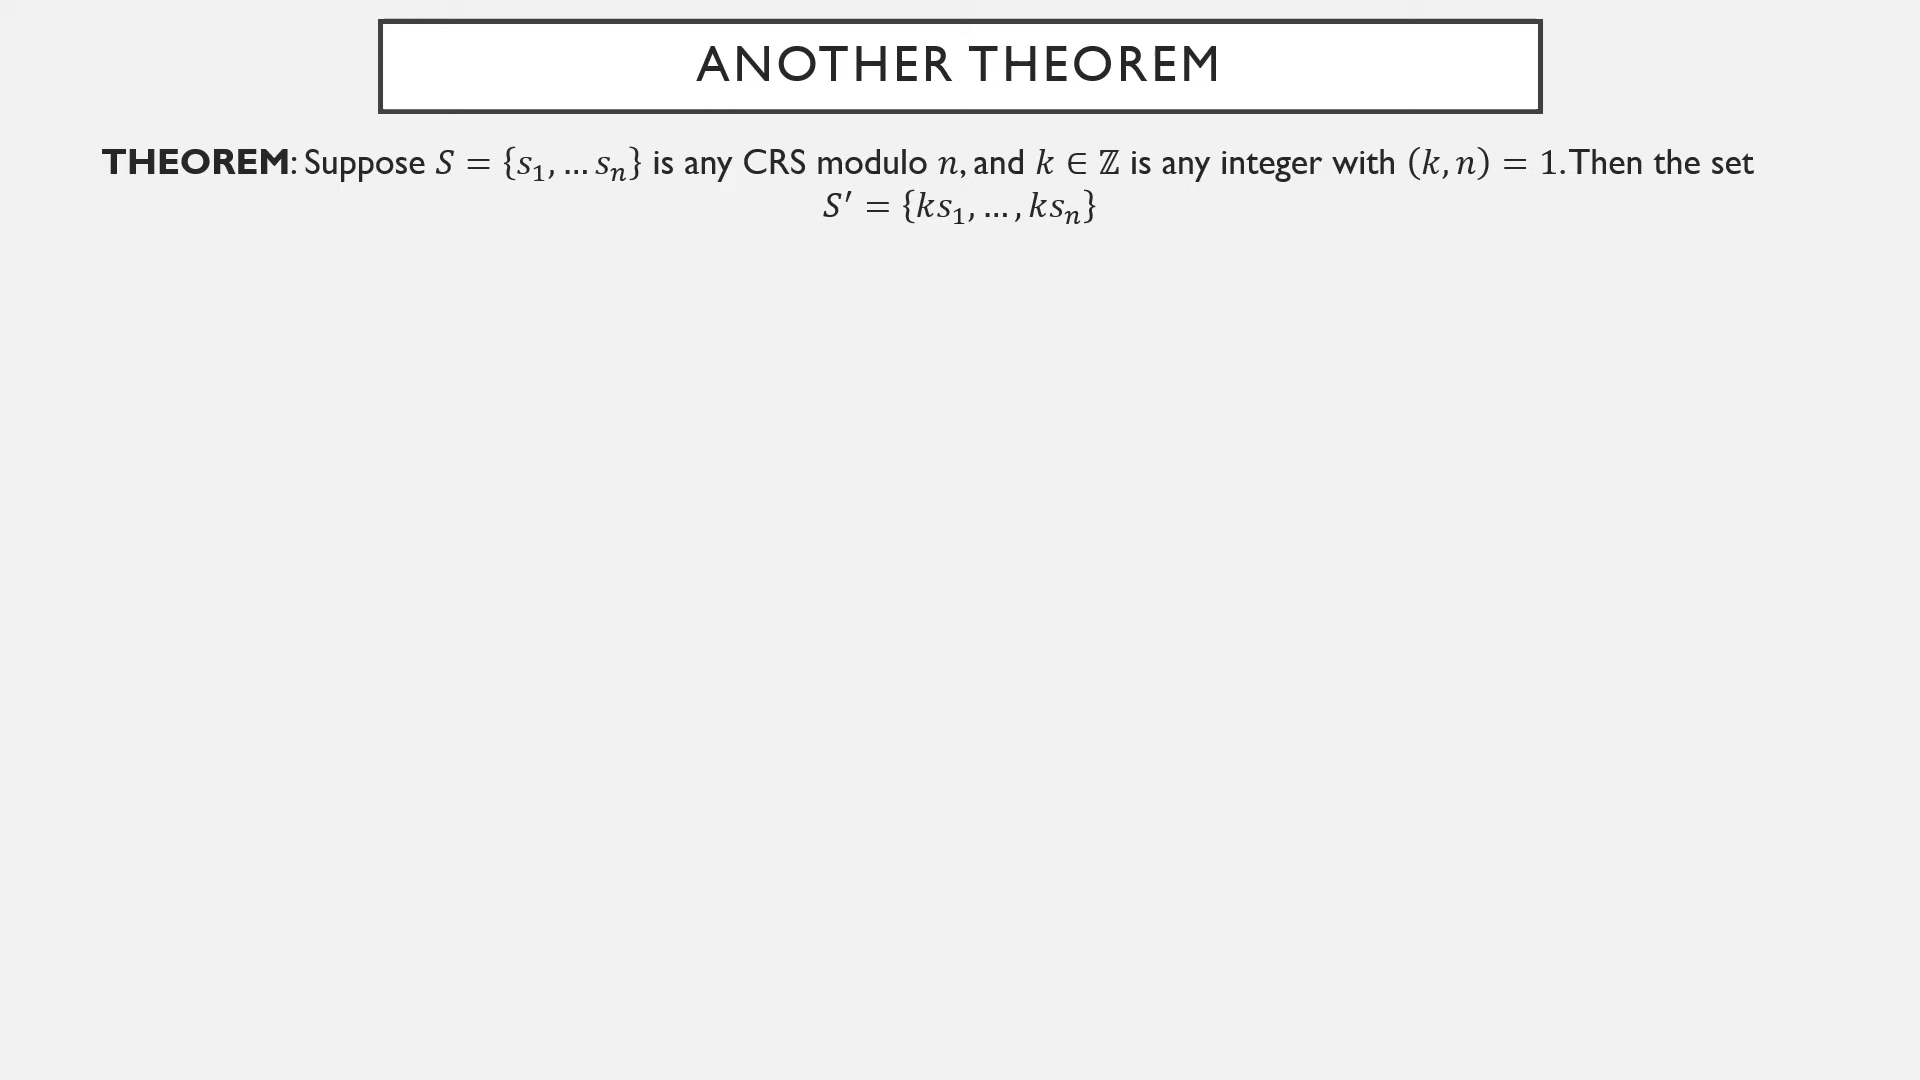 ANOTHER THEOREM
THEOREM: Suppose 𝑆 = {𝑠₁, … 𝑠ₙ} is any CRS modulo 𝑛, and 𝑘 ∈ ℤ is any integer with (𝑘, 𝑛) = 1. Then the set
𝑆′ = {𝑘𝑠₁, … , 𝑘𝑠ₙ}